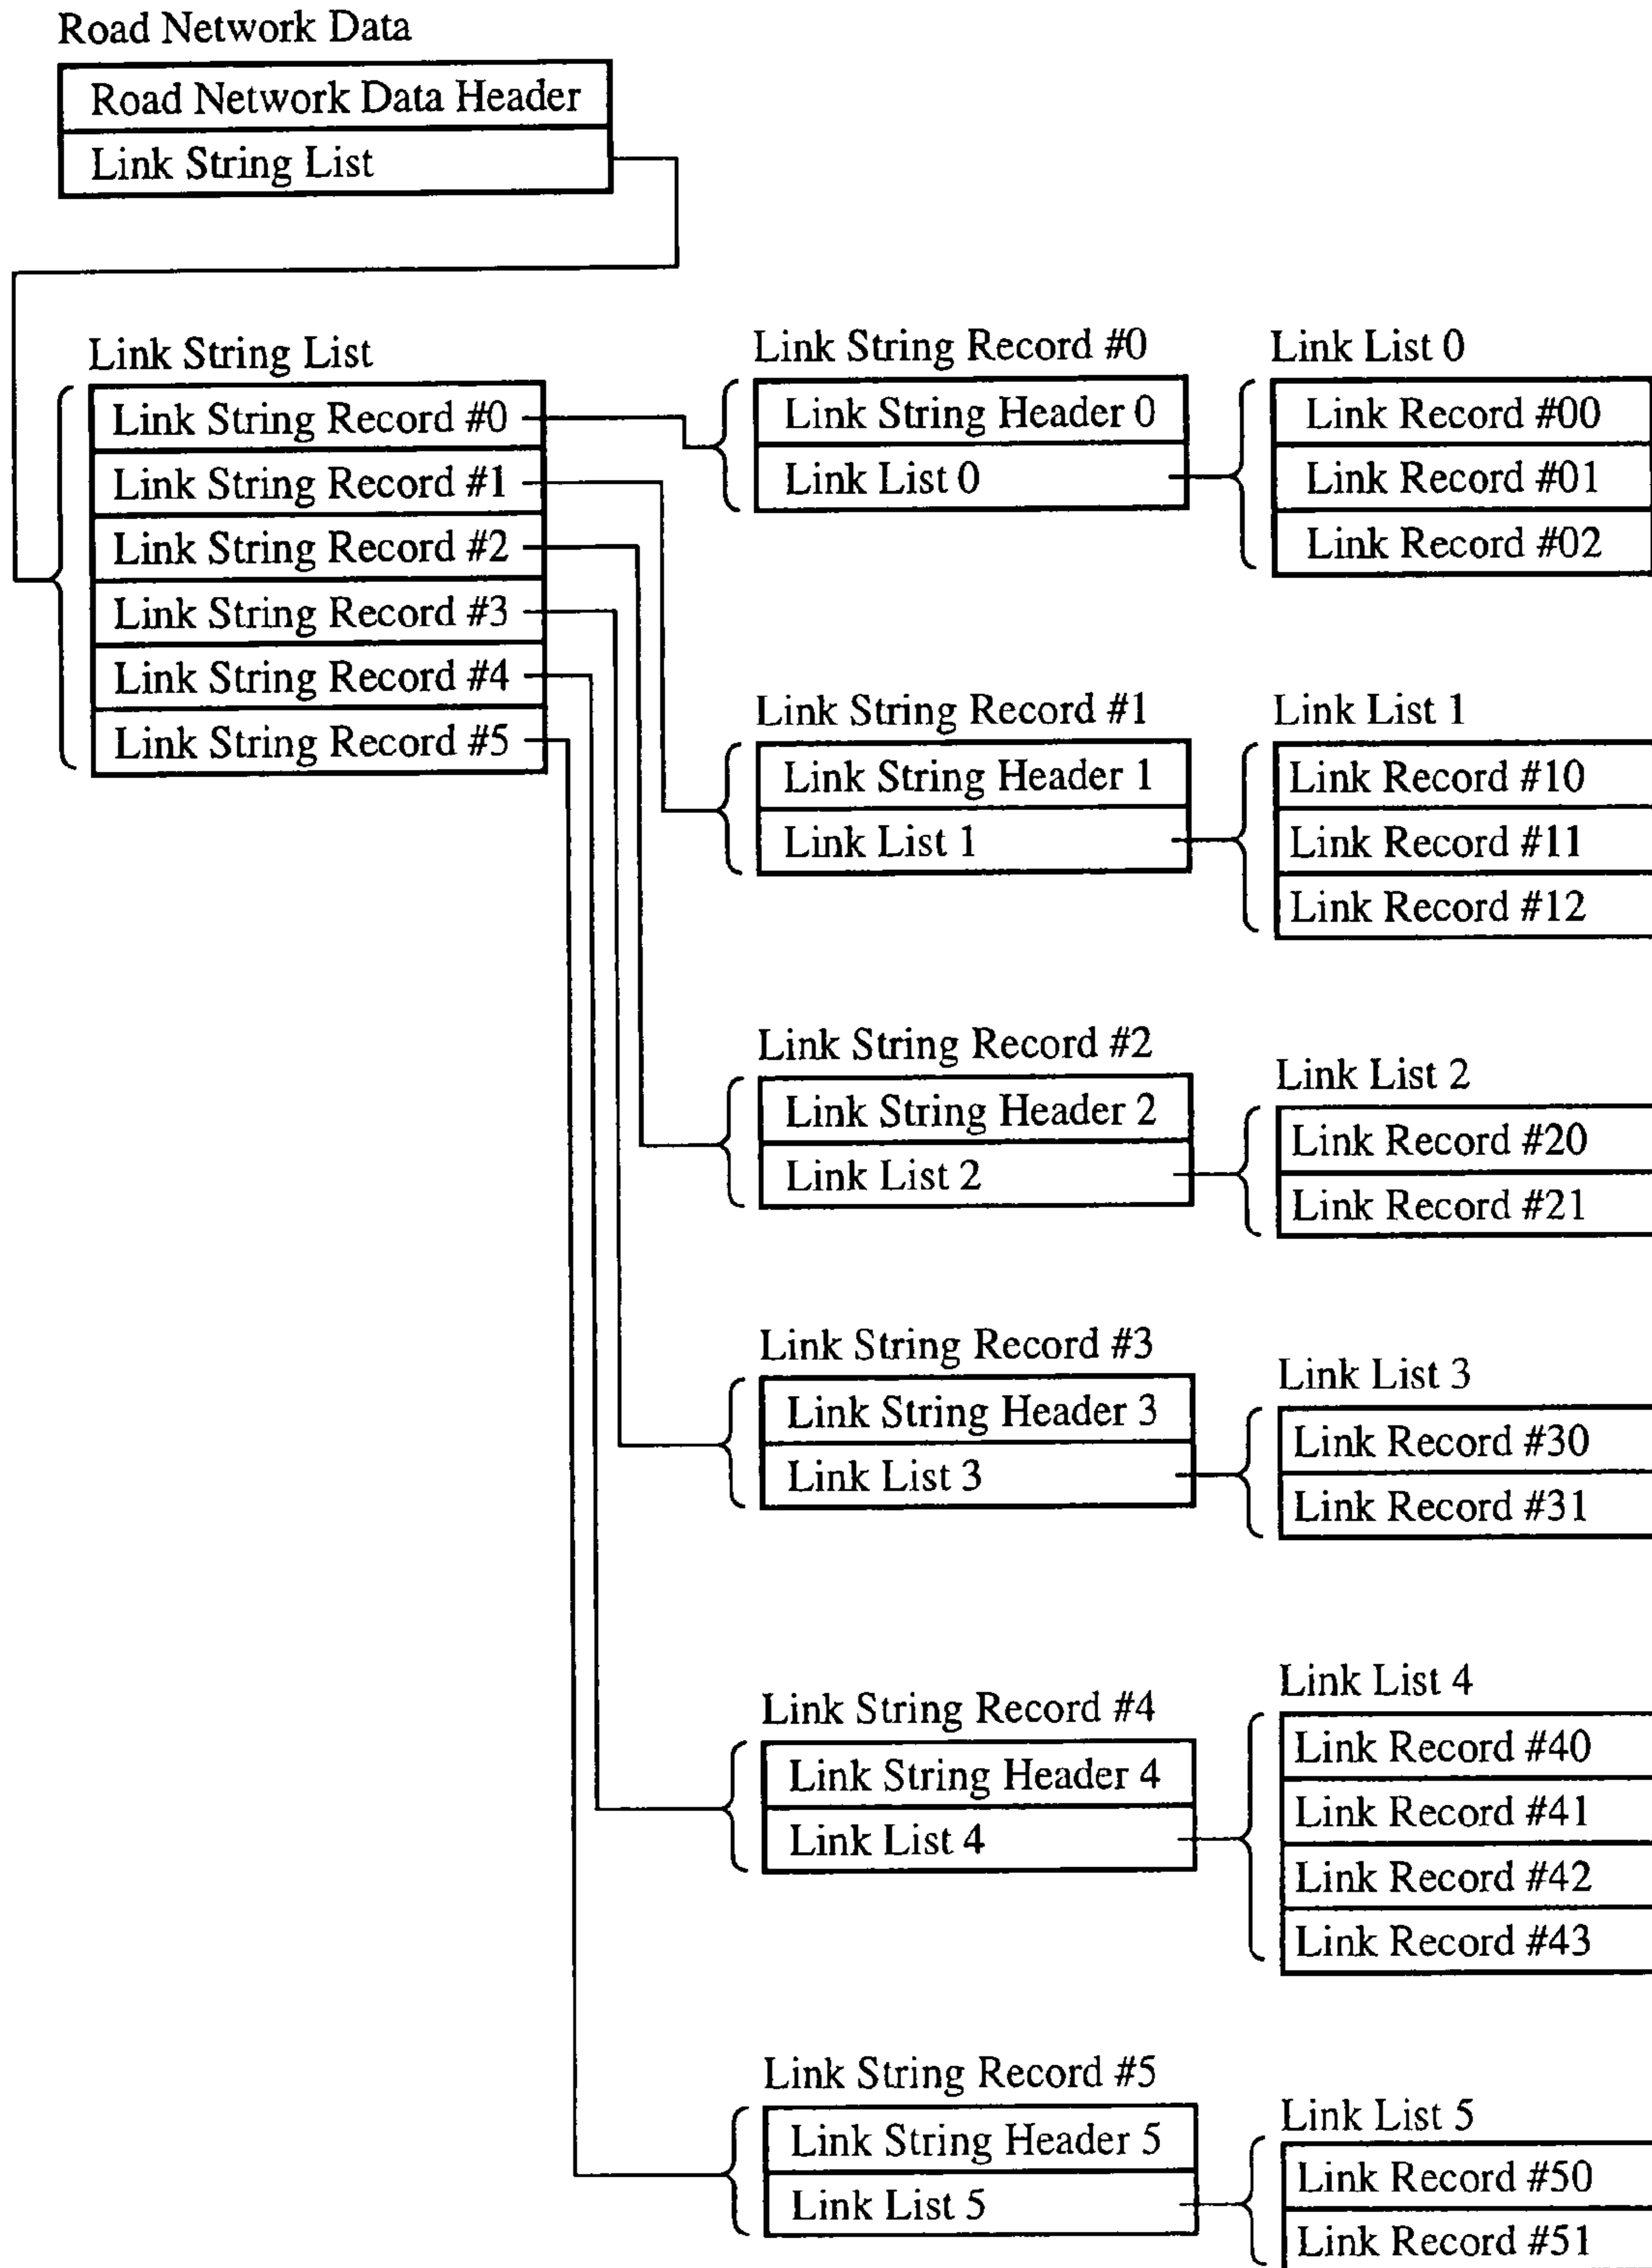 Road Network Data
Road Network Data Header
Link String List
Link String List
Link String Record #0
Link String Record #1
Link String Record #2
Link String Record #3
Link String Record #4
Link String Record #5
Link String Record #0
Link String Header 0
Link List 0
Link List 0
Link Record #00
Link Record #01
Link Record #02
Link String Record #1
Link String Header 1
Link List 1
Link List 1
Link Record #10
Link Record #11
Link Record #12
Link String Record #2
Link String Header 2
Link List 2
Link List 2
Link Record #20
Link Record #21
Link String Record #3
Link String Header 3
Link List 3
Link List 3
Link Record #30
Link Record #31
Link String Record #4
Link String Header 4
Link List 4
Link List 4
Link Record #40
Link Record #41
Link Record #42
Link Record #43
Link String Record #5
Link String Header 5
Link List 5
Link List 5
Link Record #50
Link Record #51